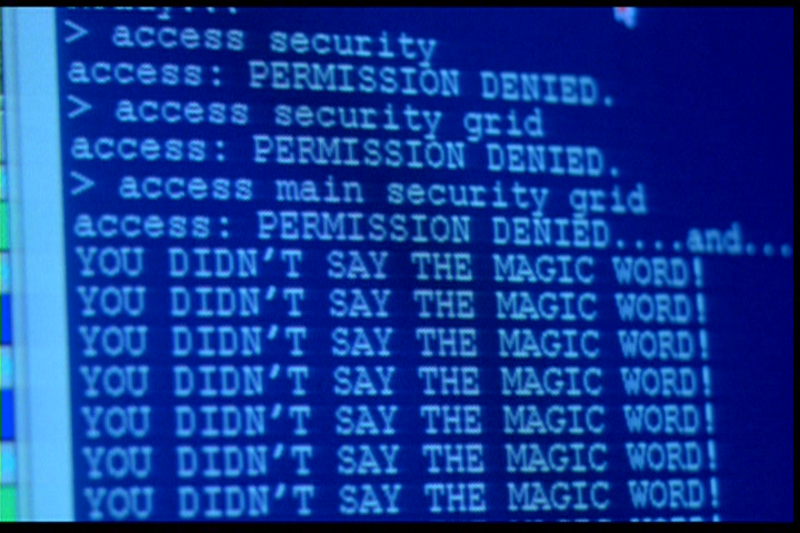 > access security
access: PERMISSION DENIED.
> access security grid
access: PERMISSION DENIED.
> access main security grid
access: PERMISSION DENIED....and...
YOU DIDN'T SAY THE MAGIC WORD!
YOU DIDN'T SAY THE MAGIC WORD!
YOU DIDN'T SAY THE MAGIC WORD!
YOU DIDN'T SAY THE MAGIC WORD!
YOU DIDN'T SAY THE MAGIC WORD!
YOU DIDN'T SAY THE MAGIC WORD!
YOU DIDN'T SAY THE MAGIC WORD!